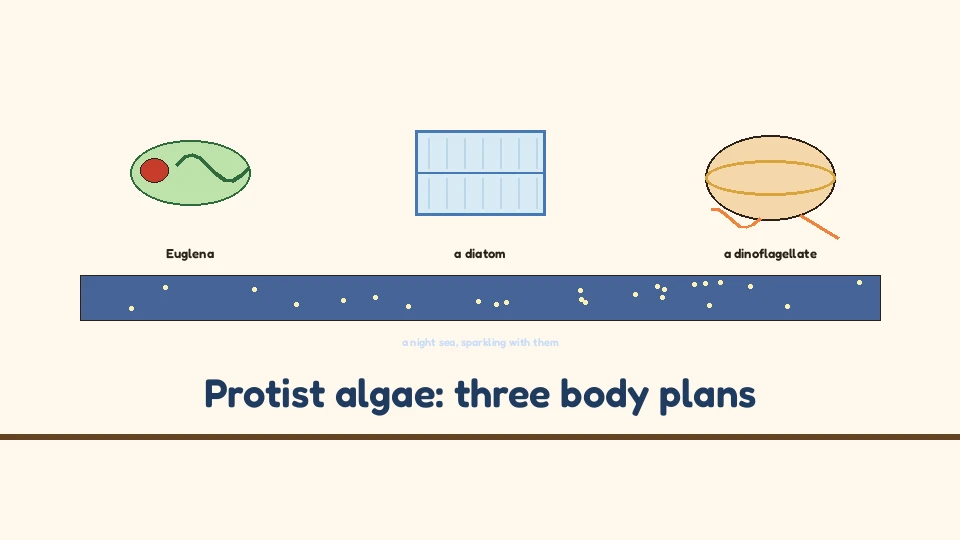 Euglena
a diatom
a dinoflagellate
a night sea, sparkling with them
Protist algae: three body plans